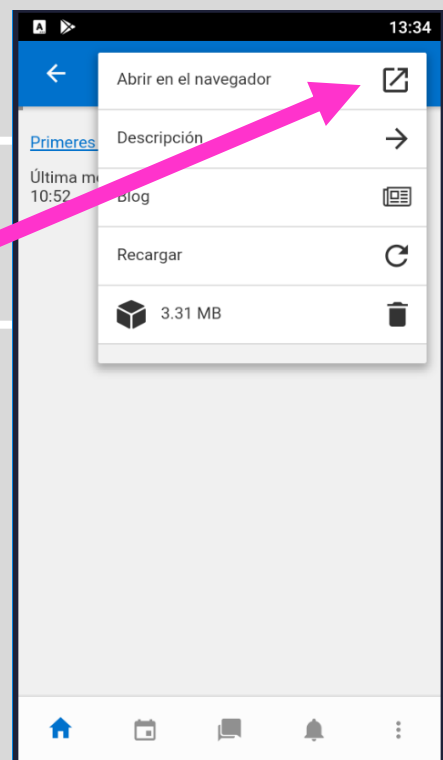 13:34
Abrir en el navegador
Primeres
Descripción
Última
10:52
Blog
Recargar
3.31 MB